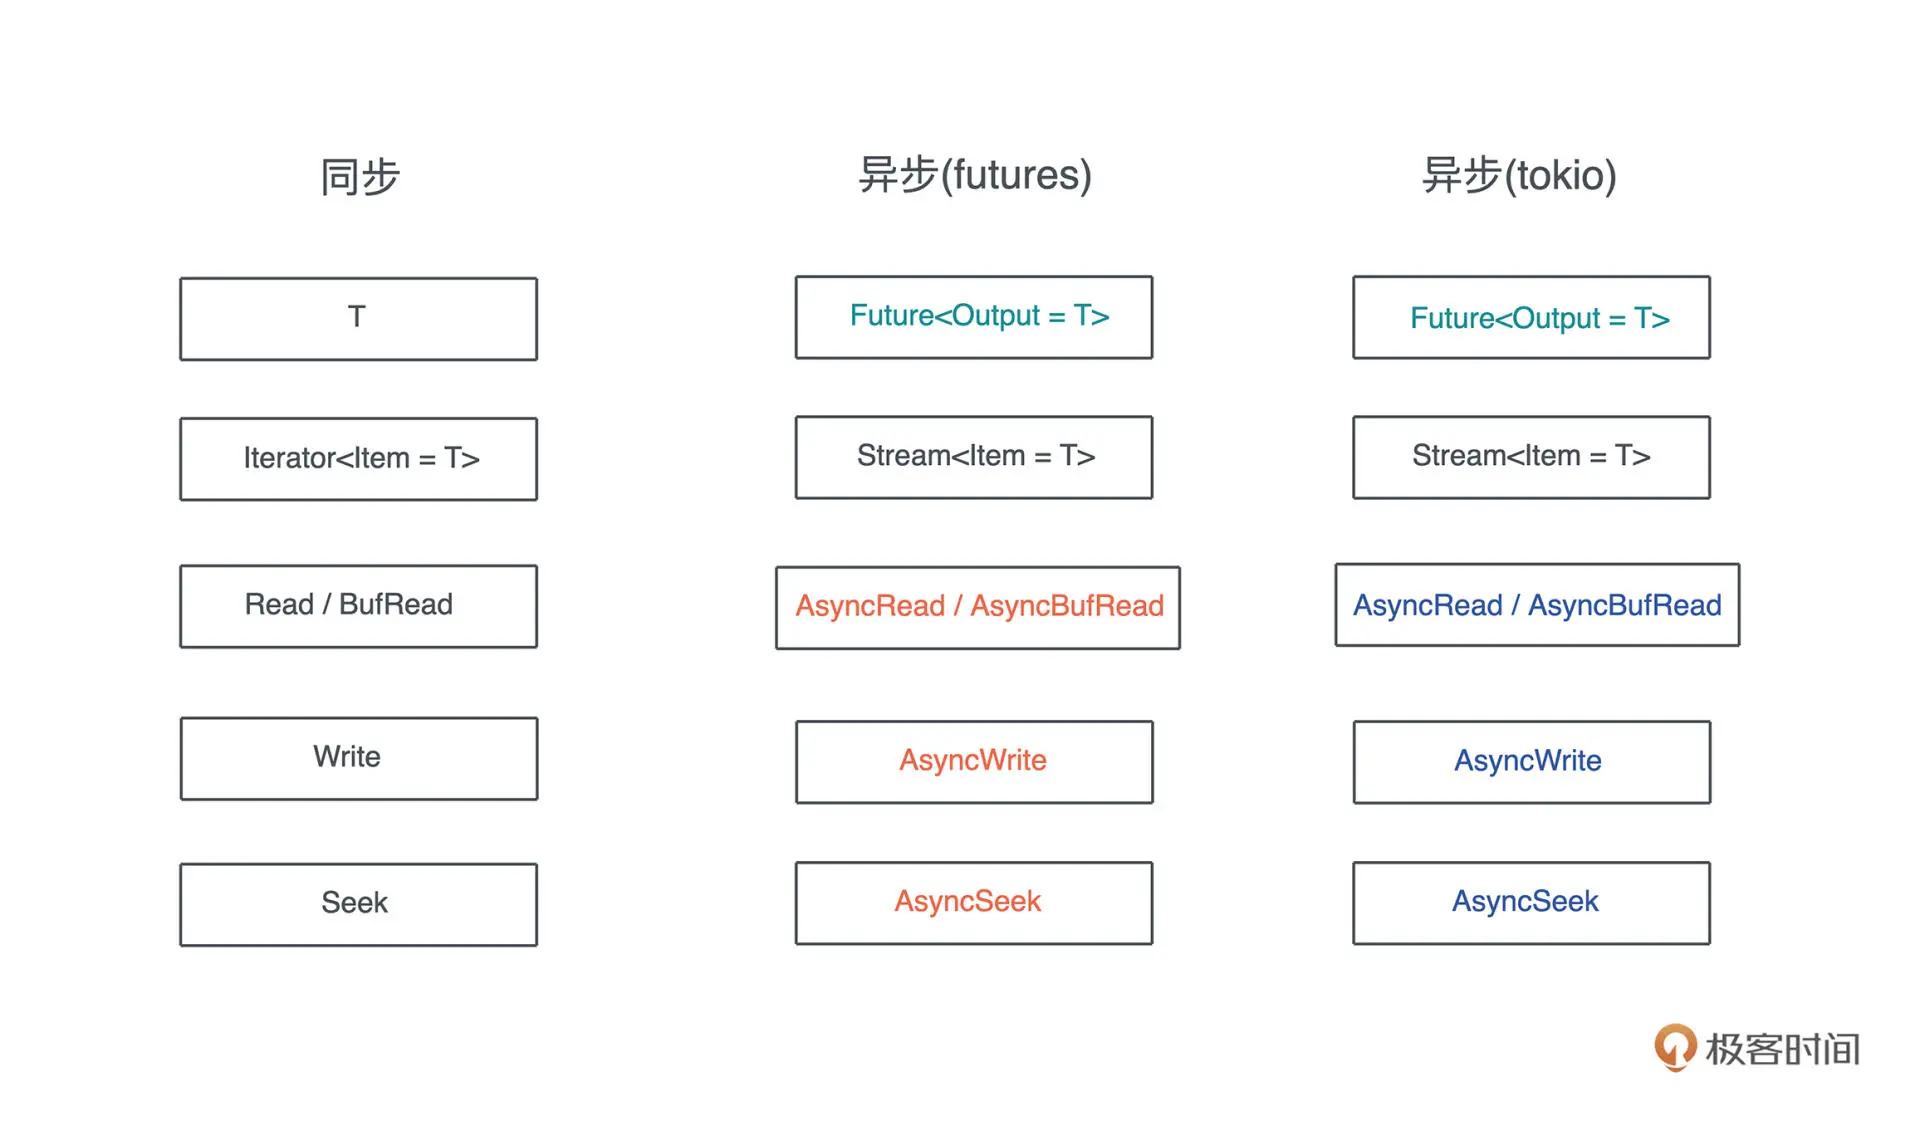 同步 异步(futures) 异步(tokio)
T Future<Output = T> Future<Output = T>
Iterator<Item = T> Stream<Item = T> Stream<Item = T>
Read / BufRead AsyncRead / AsyncBufRead AsyncRead / AsyncBufRead
Write AsyncWrite AsyncWrite
Seek AsyncSeek AsyncSeek
极客时间